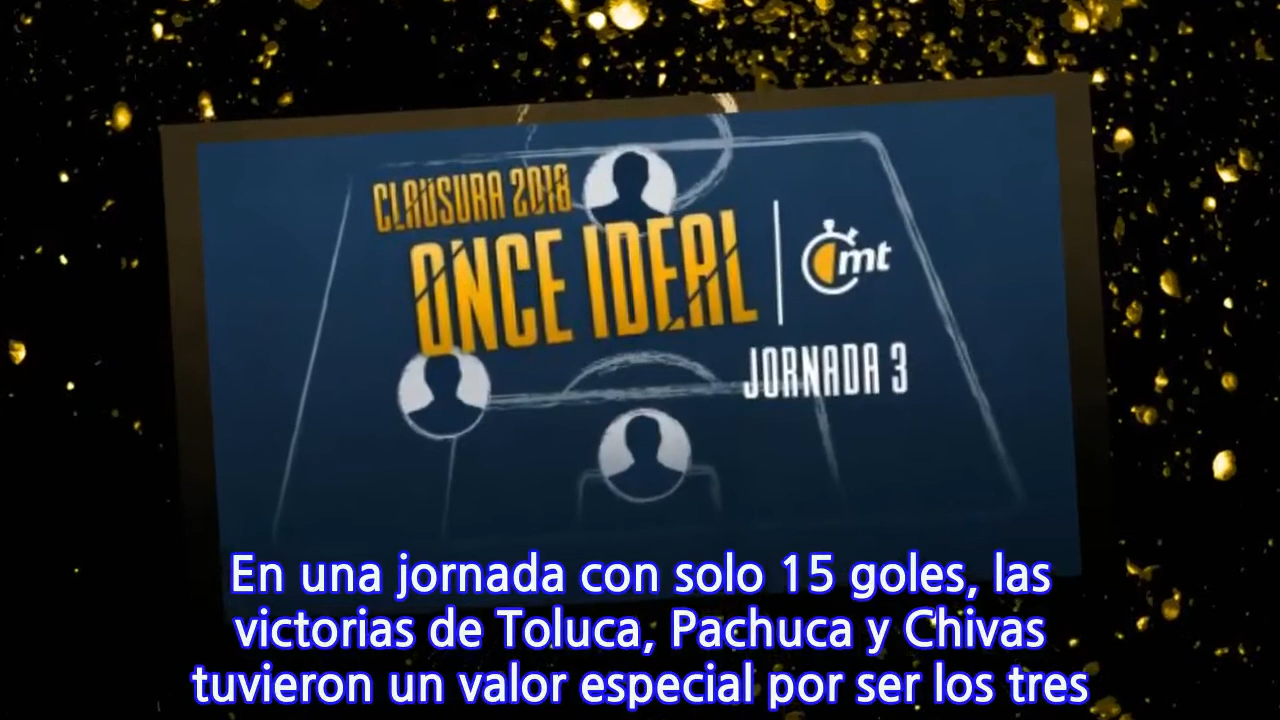 CLAUSURA 2018
ONCE IDEAL
mt
JORNADA 3
En una jornada con solo 15 goles, las
victorias de Toluca, Pachuca y Chivas
tuvieron un valor especial por ser los tres